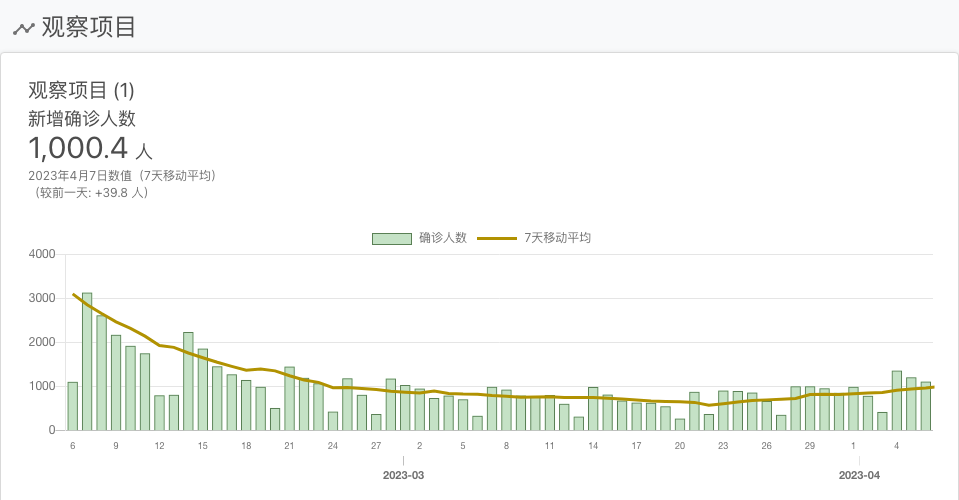 观察项目
观察项目 (1)
新增确诊人数
1,000.4 人
2023年4月7日数值（7天移动平均）
（较前一天: +39.8 人）
确诊人数 7天移动平均
4000
3000
2000
1000
0
6 9 12 15 18 21 24 27 2 5 8 11 14 17 20 23 26 29 1 4
2023-03 2023-04